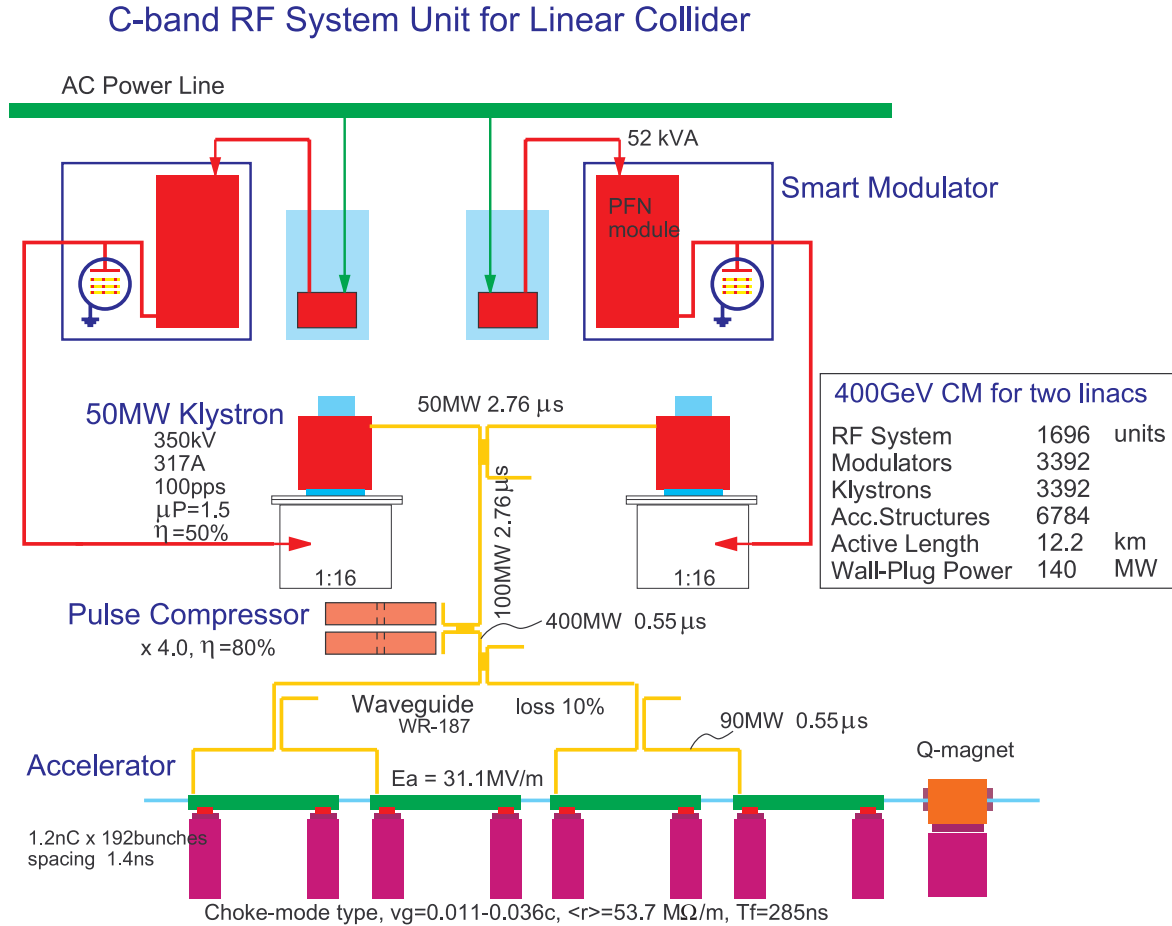 C-band RF System Unit for Linear Collider
AC Power Line
52 kVA
Smart Modulator
PFN
module
50MW Klystron
350kV
317A
100pps
μP=1.5
η=50%
50MW 2.76 μs
100MW 2.76 μs
1:16
1:16
400GeV CM for two linacs
RF System 1696 units
Modulators 3392
Klystrons 3392
Acc.Structures 6784
Active Length 12.2 km
Wall-Plug Power 140 MW
Pulse Compressor
x 4.0, η=80%
400MW 0.55μs
Waveguide loss 10%
WR-187
90MW 0.55μs
Accelerator
Ea = 31.1MV/m
Q-magnet
1.2nC x 192bunches
spacing 1.4ns
Choke-mode type, vg=0.011-0.036c, <r>=53.7 MΩ/m, Tf=285ns